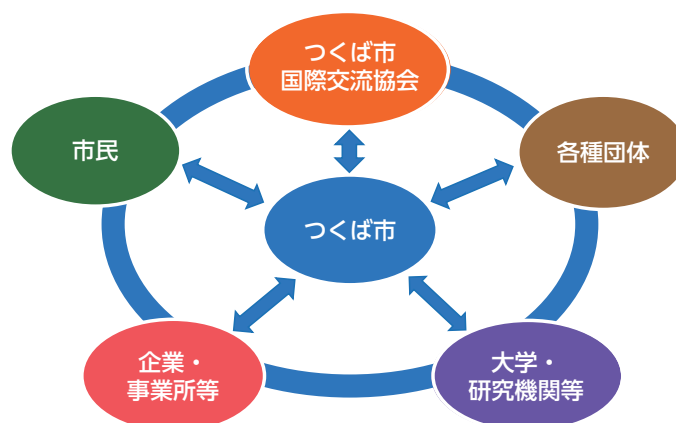 つくば市
国際交流協会
市民
各種団体
つくば市
企業・
事業所等
大学・
研究機関等